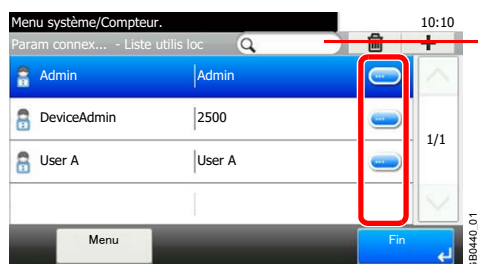 Menu système/Compteur.
10:10
Param connex... - Liste utilis loc
Admin
Admin
DeviceAdmin
2500
User A
User A
1/1
Menu
Fin
GB0440_01